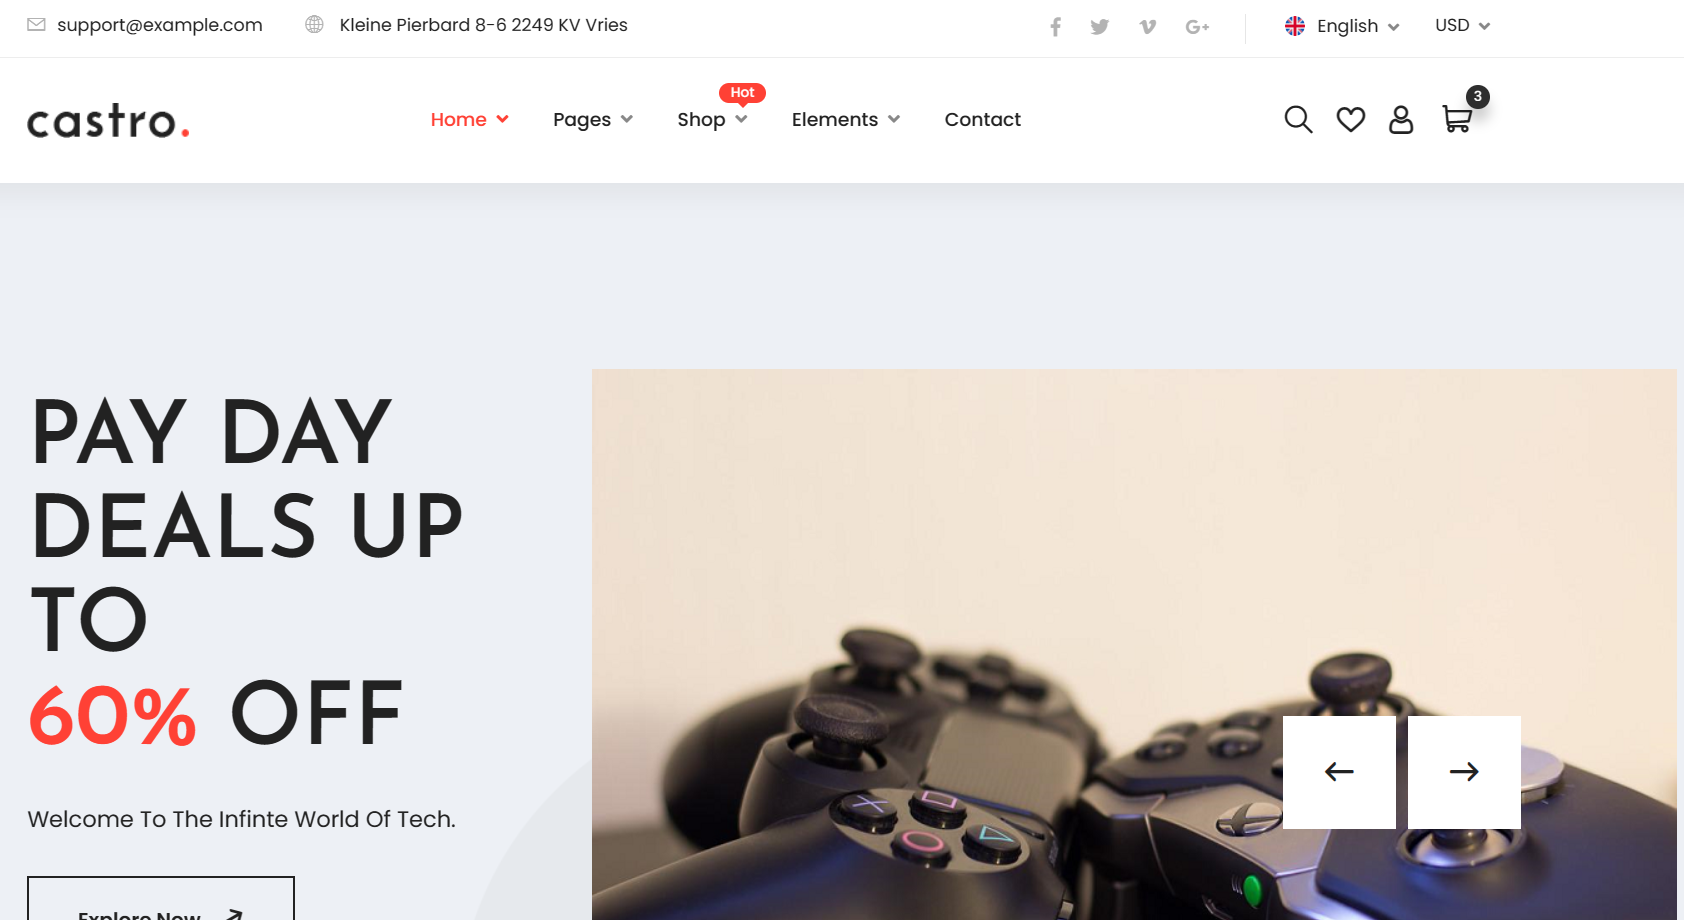 support@example.com
Kleine Pierbard 8-6 2249 KV Vries
English
USD
castro.
Home
Pages
Shop
Hot
Elements
Contact
3
PAY DAY
DEALS UP
TO
60% OFF
Welcome To The Infinte World Of Tech.
Explore Now